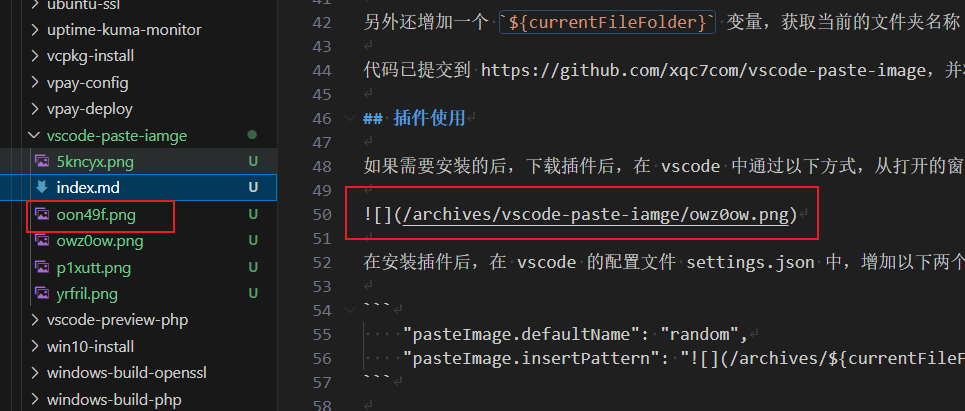 ubuntu-ssl
uptime-kuma-monitor
vcpkg-install
vpay-config
vpay-deploy
vscode-paste-iamge
5kncyx.png U
index.md U
oon49f.png U
owz0ow.png U
p1xutt.png U
yrfril.png U
vscode-preview-php
win10-install
windows-build-openssl
windows-build-php
41
42 另外还增加一个 `${currentFileFolder}` 变量，获取当前的文件夹名称
43
44 代码已提交到 https://github.com/xqc7com/vscode-paste-image，并
45
46 ## 插件使用
47
48 如果需要安装的后，下载插件后，在 vscode 中通过以下方式，从打开的窗
49
50 ![](/archives/vscode-paste-iamge/owz0ow.png)
51
52 在安装插件后，在 vscode 的配置文件 settings.json 中，增加以下两个
53
54 ```
55 "pasteImage.defaultName": "random",
56 "pasteImage.insertPattern": "![](/archives/${currentFileF
57 ```
58